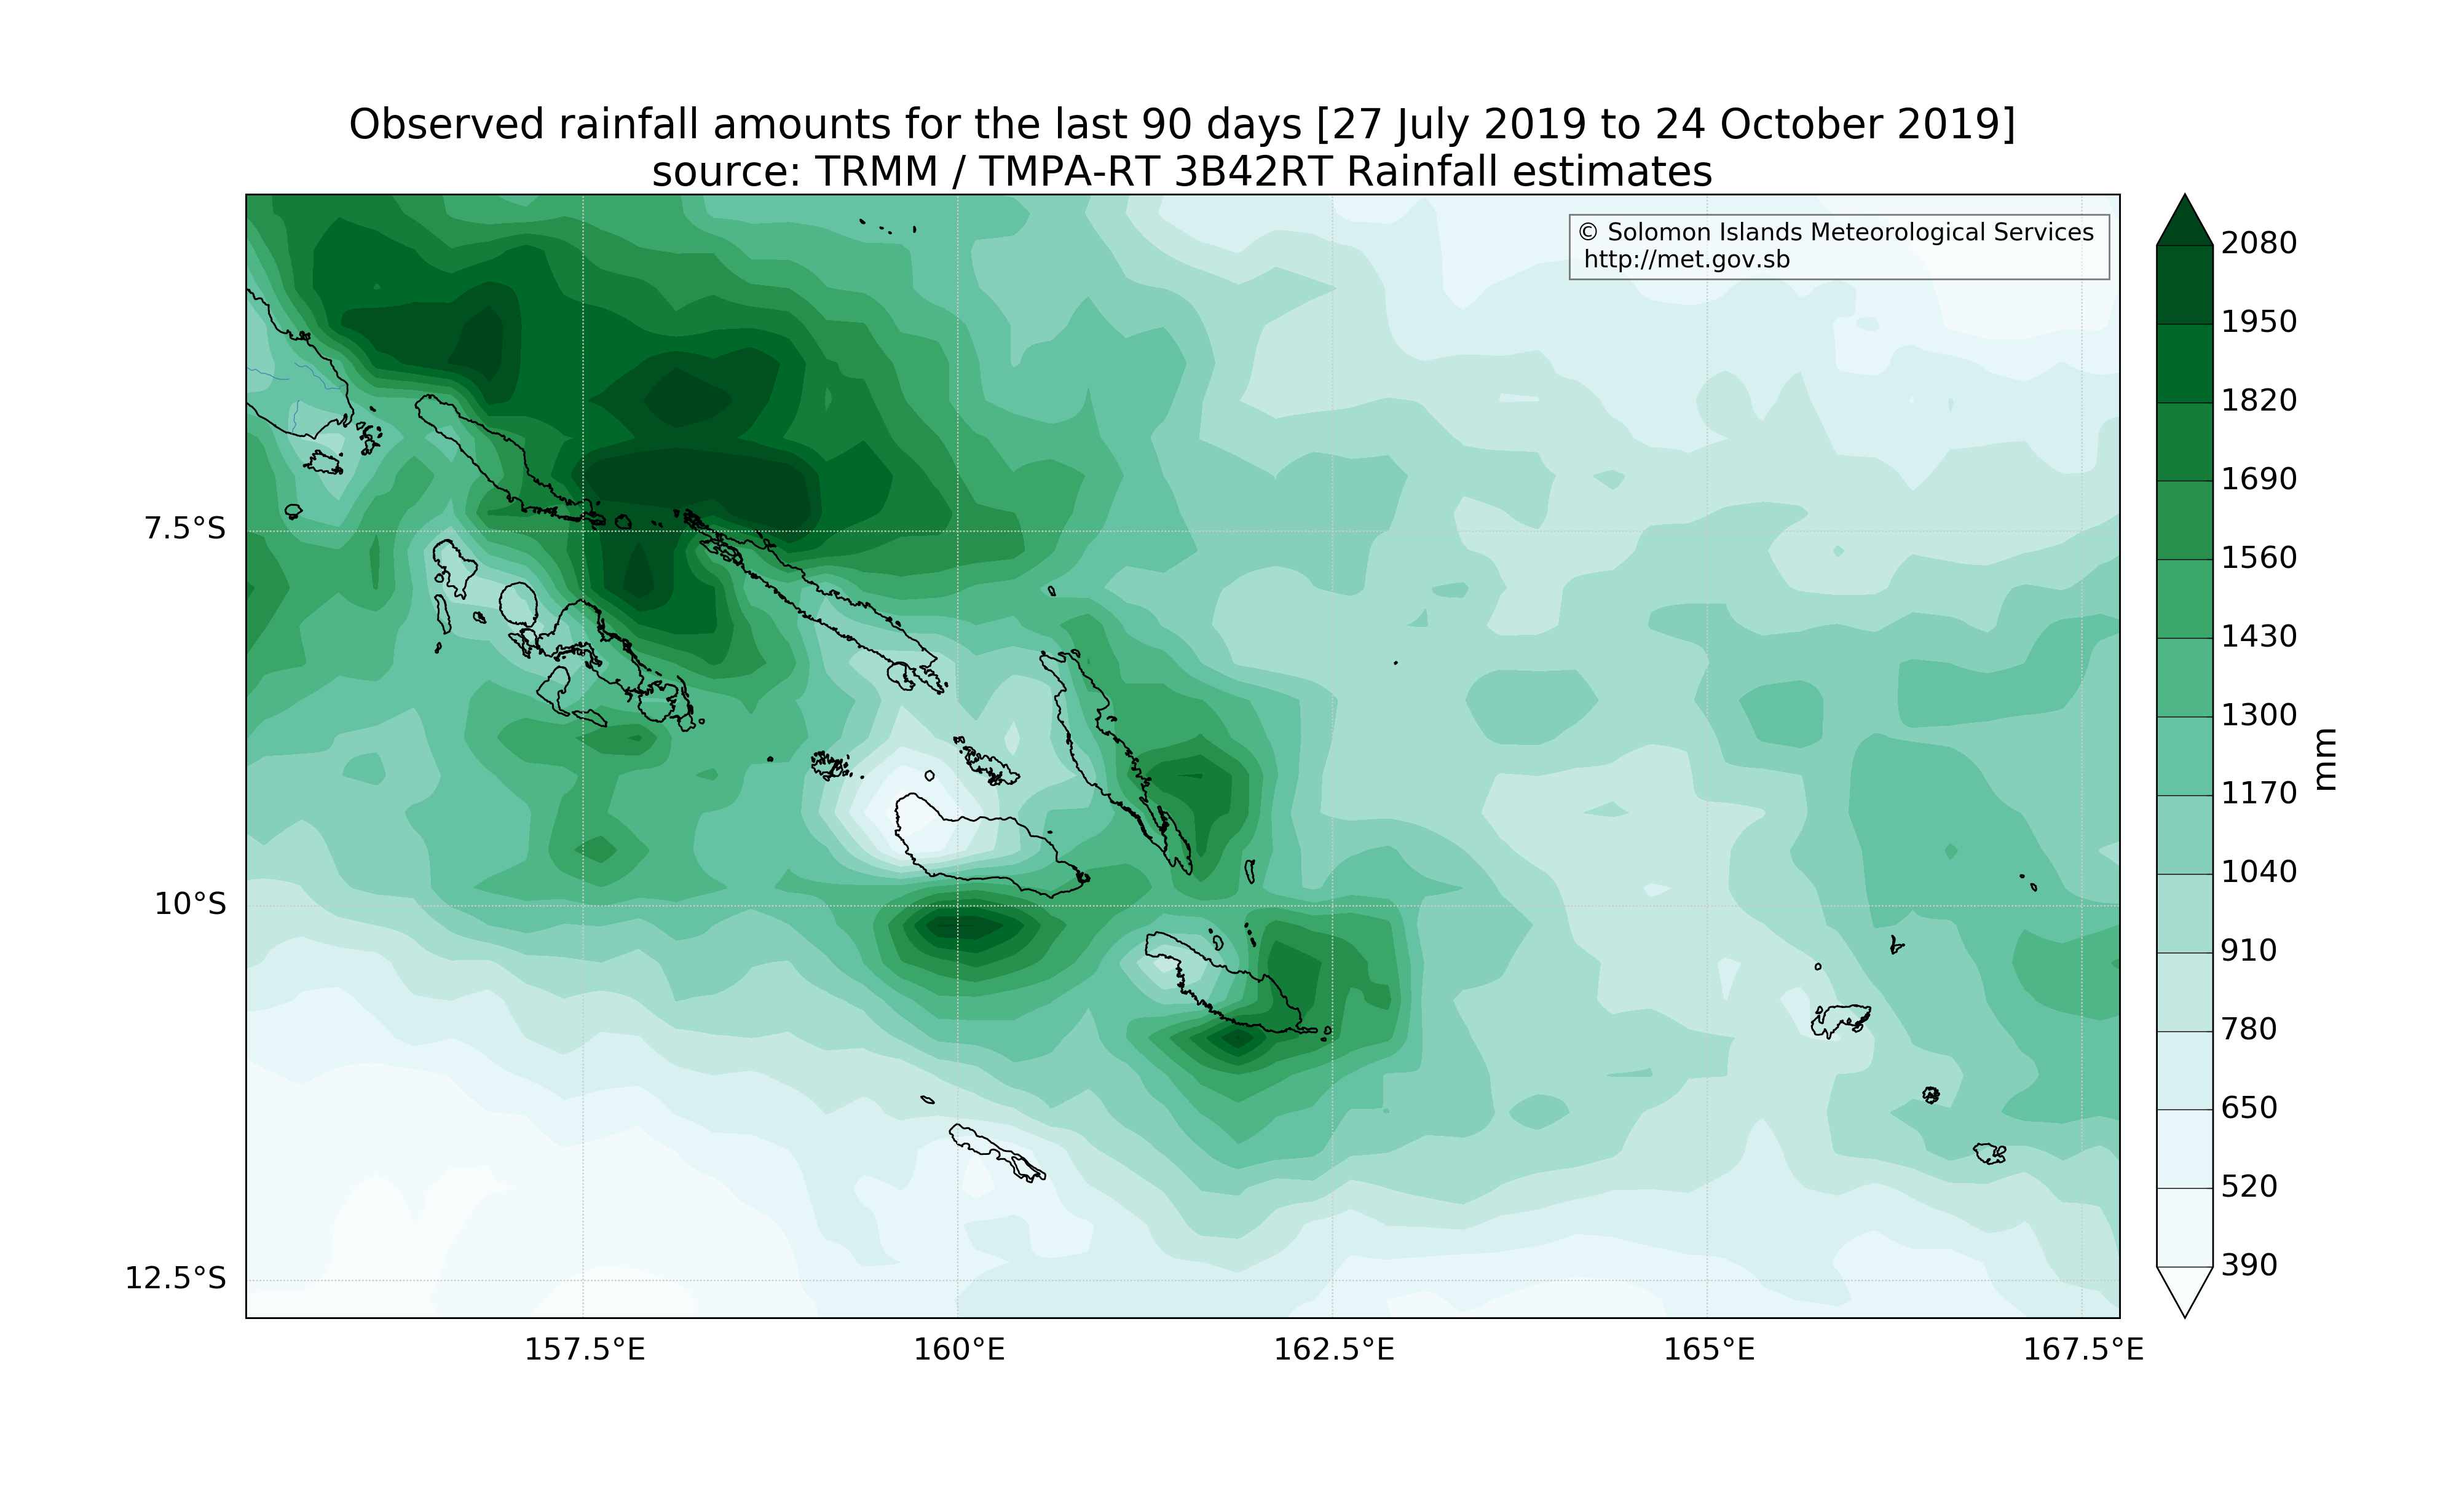 Observed rainfall amounts for the last 90 days [27 July 2019 to 24 October 2019]
source: TRMM / TMPA-RT 3B42RT Rainfall estimates
© Solomon Islands Meteorological Services
http://met.gov.sb
7.5°S
10°S
12.5°S
157.5°E
160°E
162.5°E
165°E
167.5°E
2080
1950
1820
1690
1560
1430
1300
1170
1040
910
780
650
520
390
mm